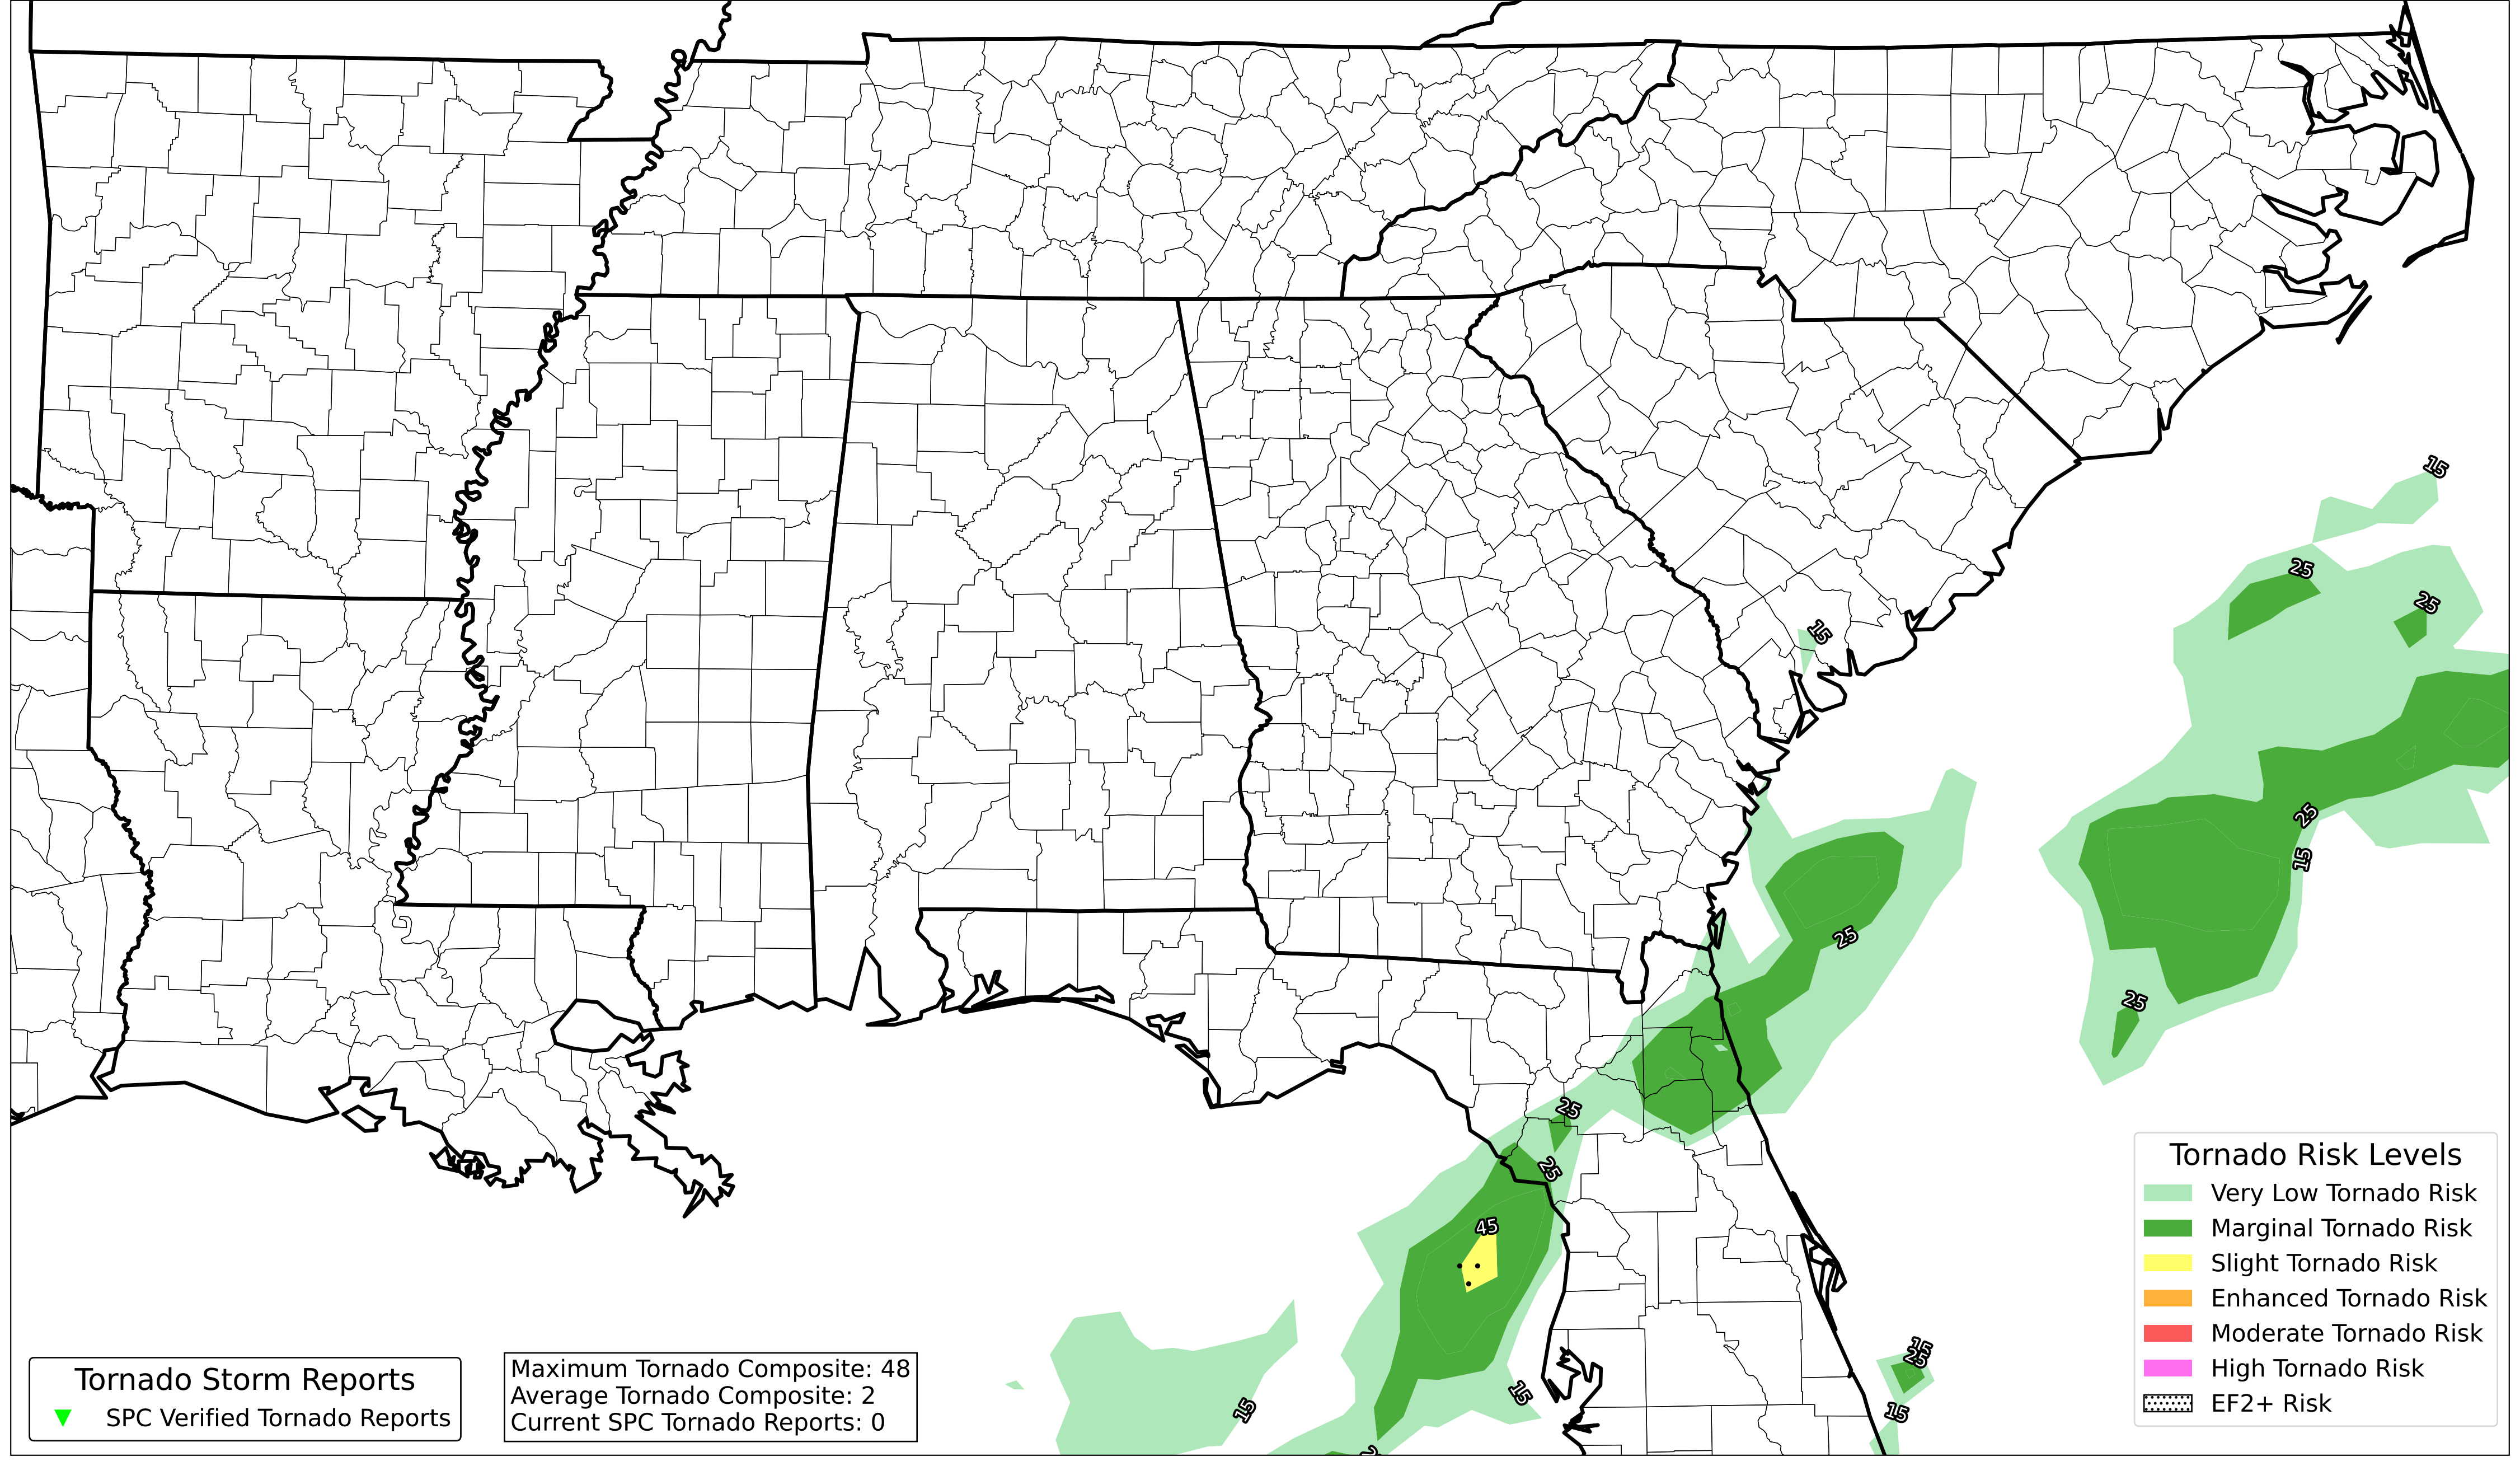 15
25
25
15
25
15
25
25
25
25
45
15
25
15
15
15
Tornado Risk Levels
Very Low Tornado Risk
Marginal Tornado Risk
Slight Tornado Risk
Enhanced Tornado Risk
Moderate Tornado Risk
High Tornado Risk
EF2+ Risk
Tornado Storm Reports
SPC Verified Tornado Reports
Maximum Tornado Composite: 48
Average Tornado Composite: 2
Current SPC Tornado Reports: 0